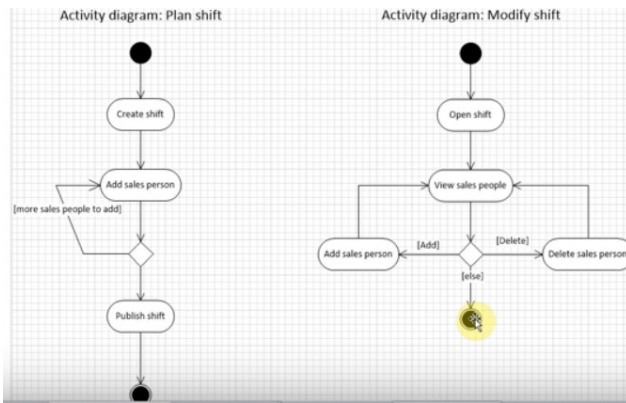 Activity diagram: Plan shift
Create shift
Add sales person
[more sales people to add]
Publish shift
Activity diagram: Modify shift
Open shift
View sales people
Add sales person
[Add]
[Delete]
Delete sales person
[else]